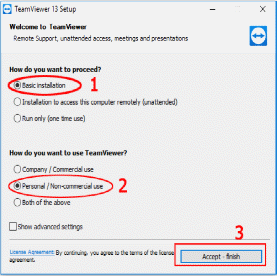 TeamViewer 13 Setup
Welcome to TeamViewer
Remote Support, unattended access, meetings and presentations
How do you want to proceed?
1
Basic installation
Installation to access this computer remotely (unattended)
Run only (one time use)
How do you want to use TeamViewer?
Company / Commercial use
Personal / Non-commercial use
2
Both of the above
3
Show advanced settings
License Agreement: By continuing, you agree to the terms of the license
agreement.
Accept - finish